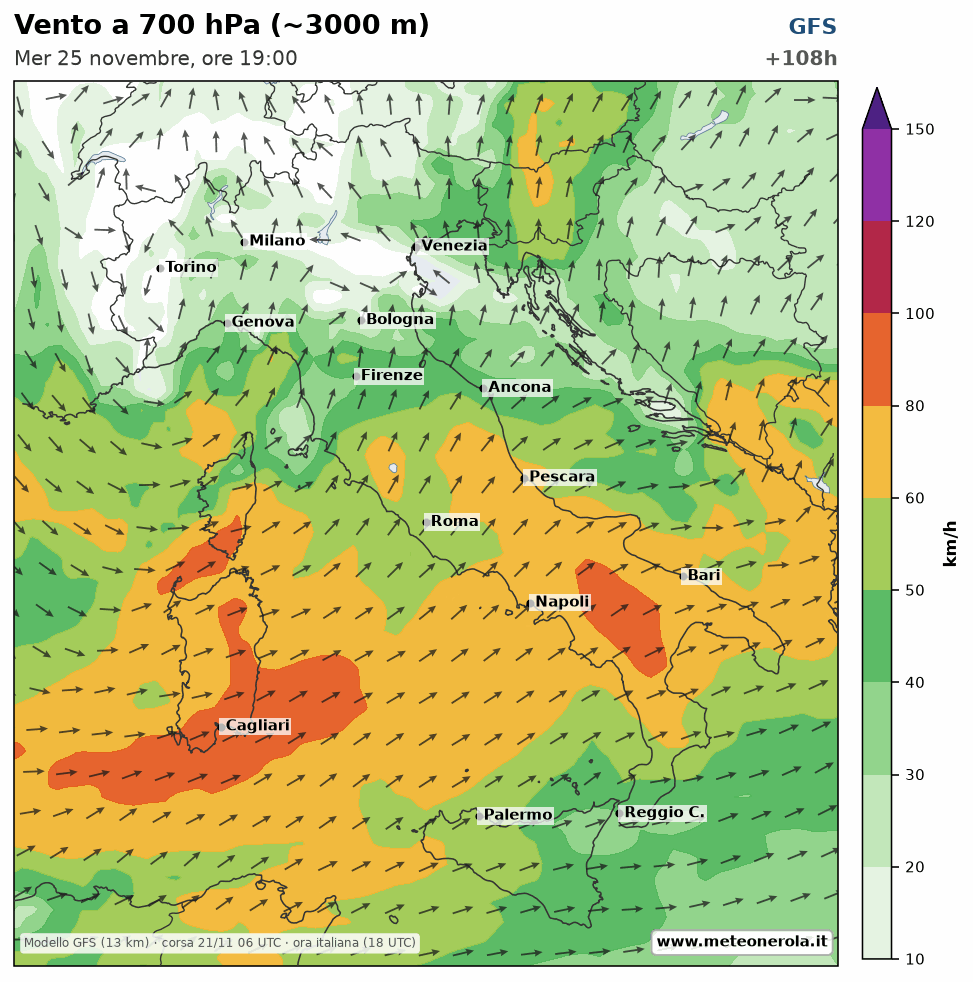 Vento a 700 hPa (~3000 m)
GFS
Mer 25 novembre, ore 19:00
+108h
150
120
100
80
60
50
40
30
20
10
km/h
Milano
Venezia
Torino
Genova
Bologna
Firenze
Ancona
Pescara
Roma
Bari
Napoli
Cagliari
Palermo
Reggio C.
Modello GFS (13 km) · corsa 21/11 06 UTC · ora italiana (18 UTC)
www.meteonerola.it